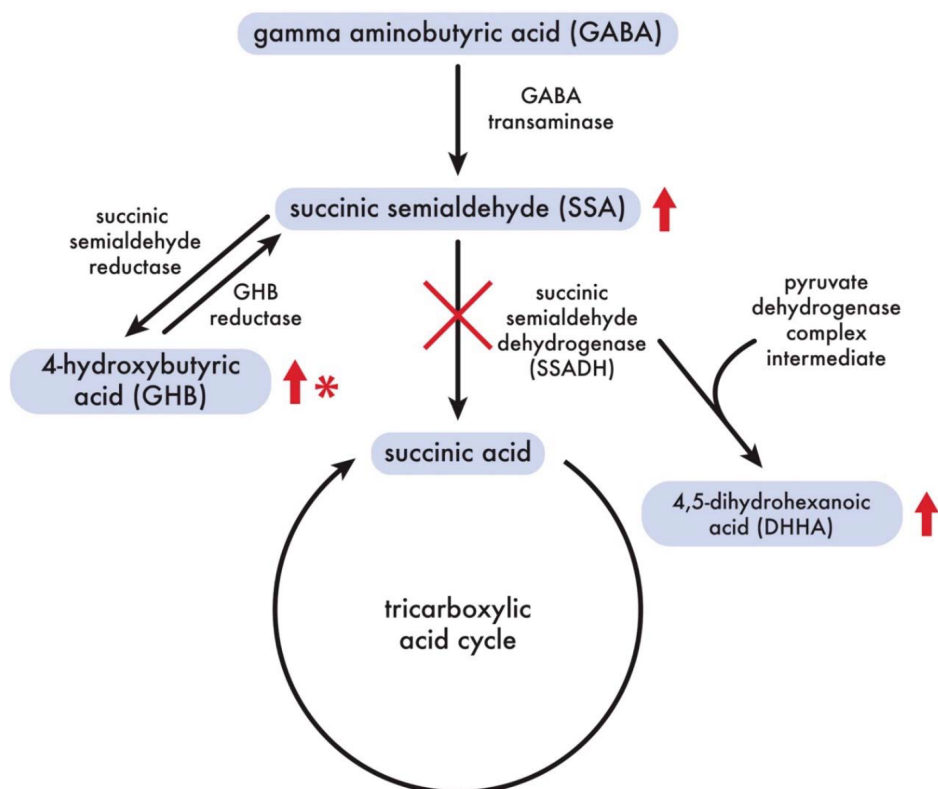 gamma aminobutyric acid (GABA)
GABA
transaminase
succinic semialdehyde (SSA)
succinic
semialdehyde
reductase
GHB
reductase
4-hydroxybutyric
acid (GHB)
*
succinic
semialdehyde
dehydrogenase
(SSADH)
pyruvate
dehydrogenase
complex
intermediate
succinic acid
4,5-dihydrohexanoic
acid (DHHA)
tricarboxylic
acid cycle